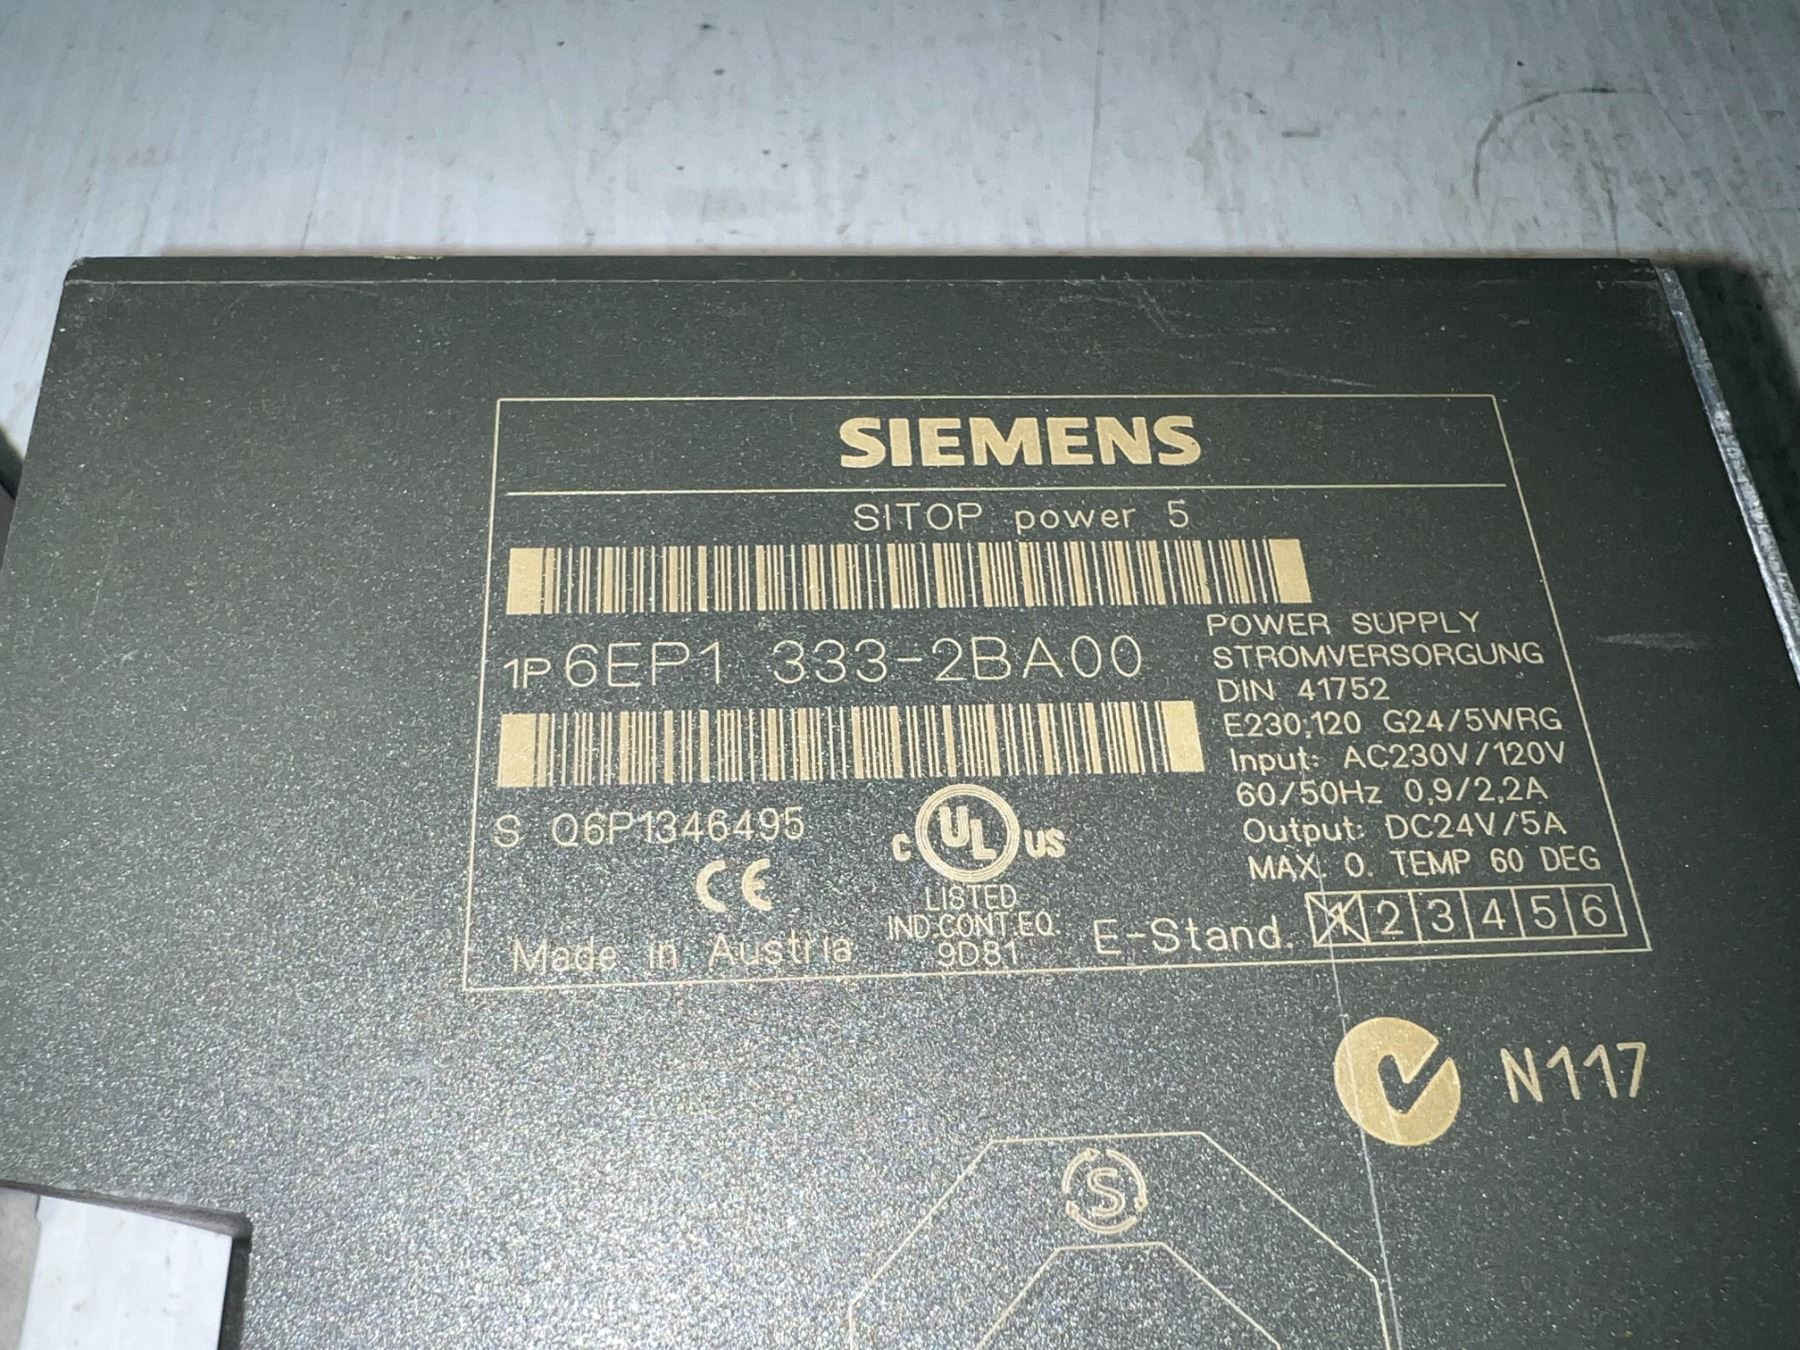 SIEMENS
SITOP power 5
1P 6EP1 333-2BA00
POWER SUPPLY
STROMVERSORGUNG
DIN 41752
E230;120 G24/5WRG
Input: AC230V/120V
60/50Hz 0,9/2,2A
Output: DC24V/5A
MAX. O. TEMP 60 DEG
S Q6P1346495
C UL US
LISTED
IND.CONT.EQ.
9D81
CE
Made in Austria
E-Stand. 1 2 3 4 5 6
N117
S